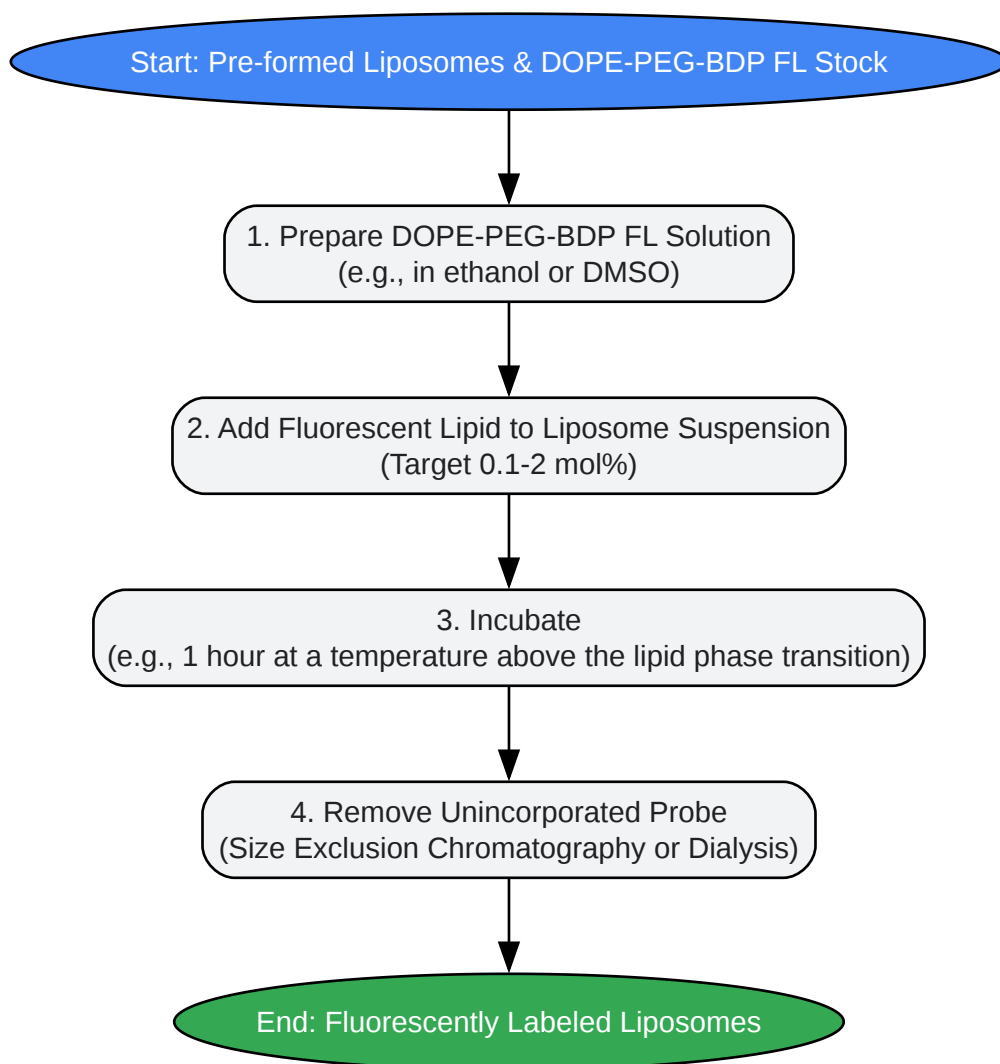 Start: Pre-formed Liposomes & DOPE-PEG-BDP FL Stock
1. Prepare DOPE-PEG-BDP FL Solution
(e.g., in ethanol or DMSO)
2. Add Fluorescent Lipid to Liposome Suspension
(Target 0.1-2 mol%)
3. Incubate
(e.g., 1 hour at a temperature above the lipid phase transition)
4. Remove Unincorporated Probe
(Size Exclusion Chromatography or Dialysis)
End: Fluorescently Labeled Liposomes